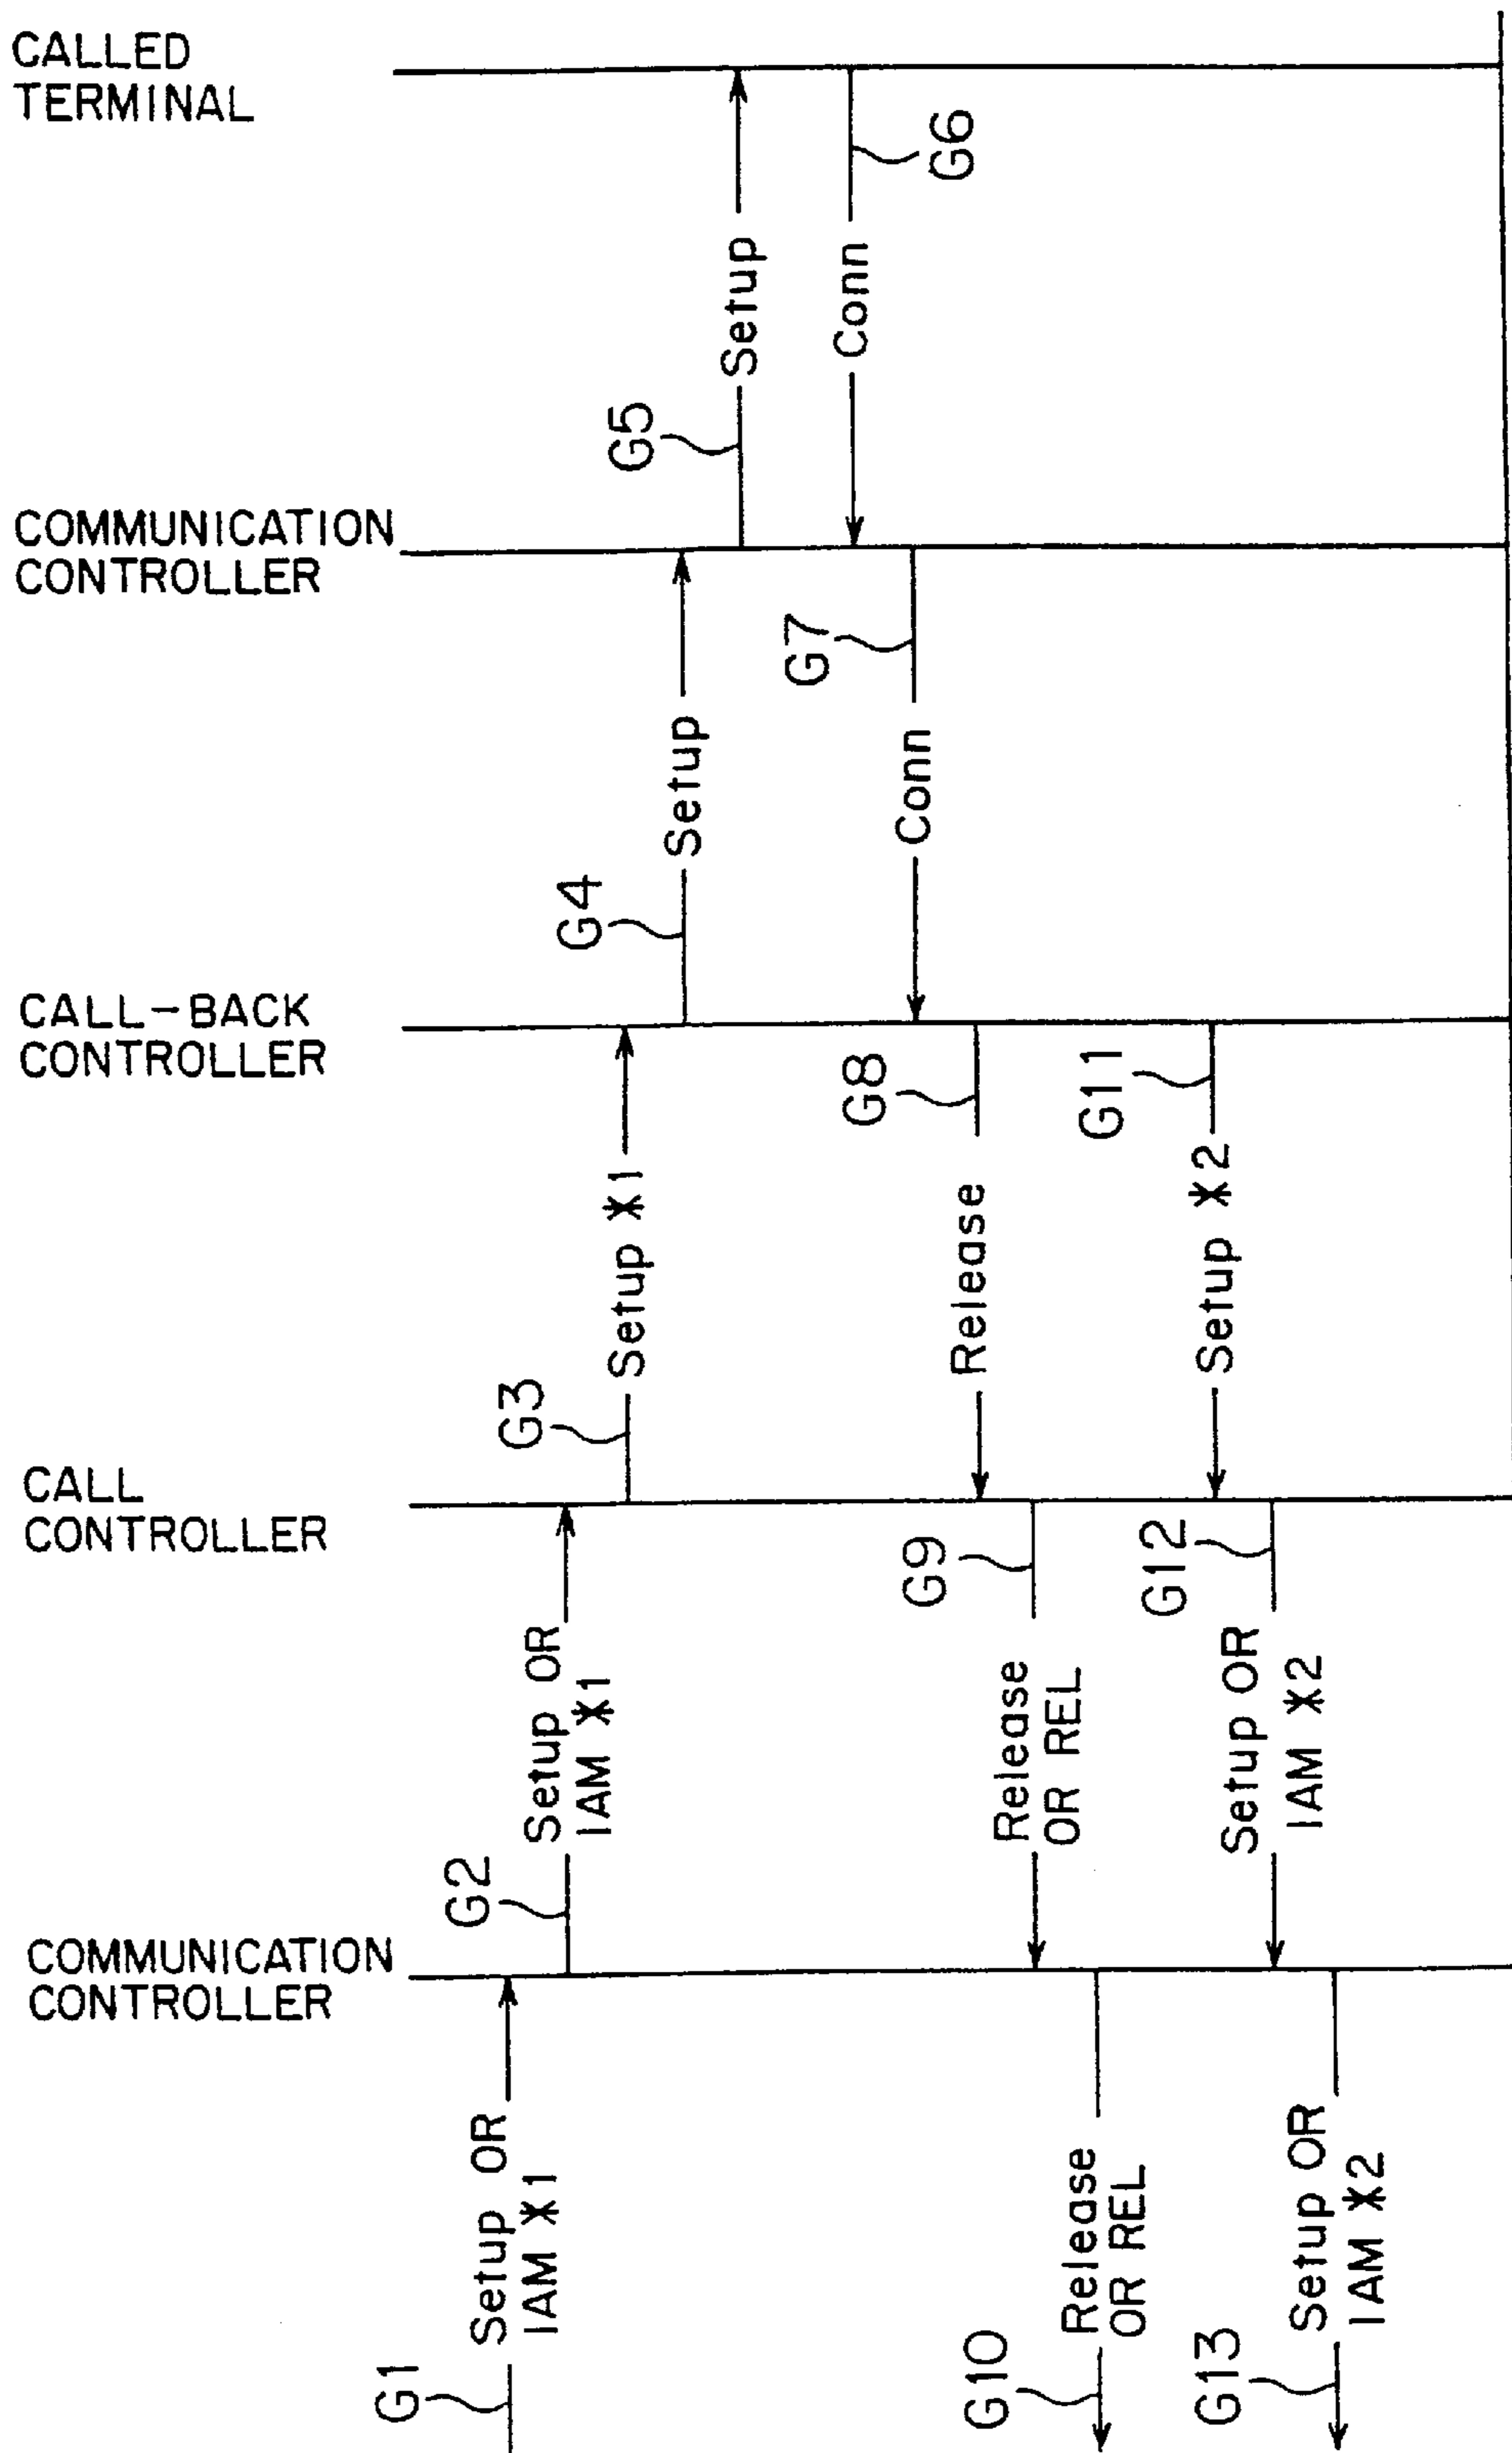 CALLED
TERMINAL
COMMUNICATION
CONTROLLER
CALL-BACK
CONTROLLER
CALL
CONTROLLER
COMMUNICATION
CONTROLLER
G1
Setup OR
IAM *1
G2
Setup OR
IAM *1
G3
Setup *1
G4
Setup
G5
Setup
G6
Conn
G7
Conn
G8
Release
G9
Release
OR REL
G10
Release
OR REL
G11
Setup *2
G12
Setup OR
IAM *2
G13
Setup OR
IAM *2